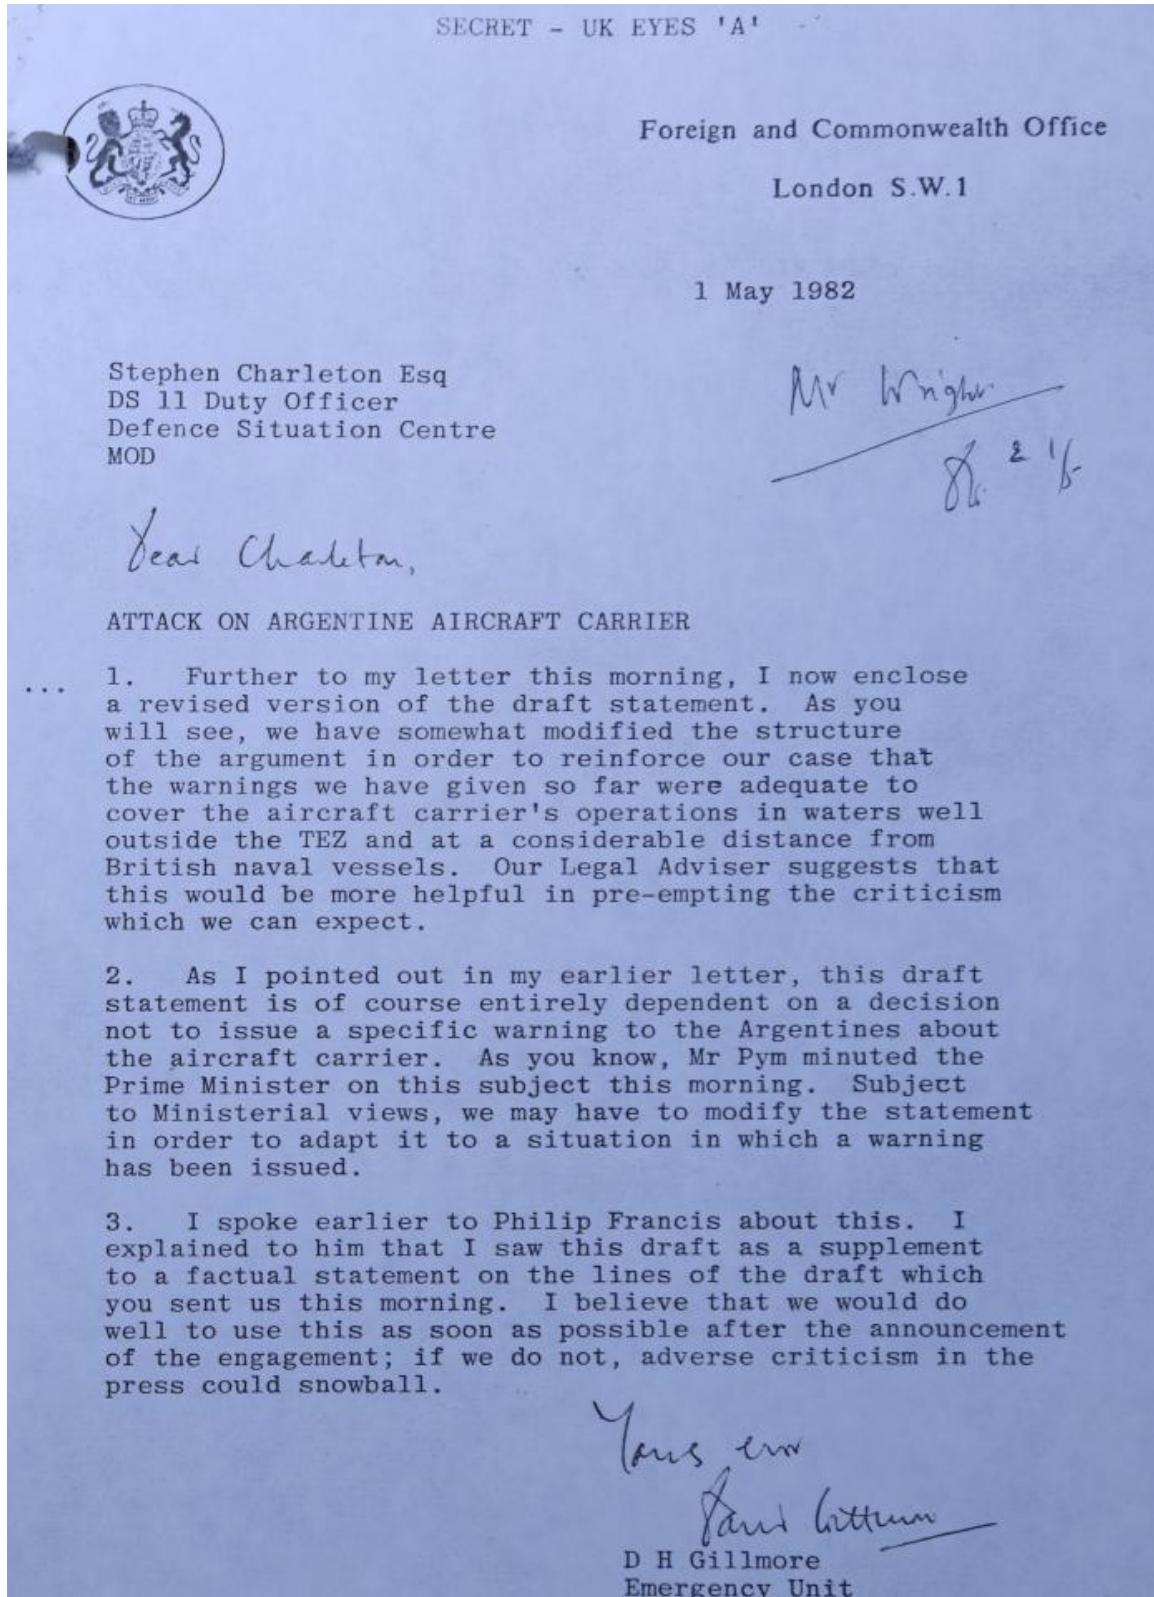 SECRET - UK EYES 'A'
Foreign and Commonwealth Office
London S.W.1
1 May 1982
Mr Wright
Stephen Charleton Esq
DS 11 Duty Officer
Defence Situation Centre
MOD
Dear Charleton,
ATTACK ON ARGENTINE AIRCRAFT CARRIER
1. Further to my letter this morning, I now enclose
...
a revised version of the draft statement. As you
will see, we have somewhat modified the structure
of the argument in order to reinforce our case that
the warnings we have given so far were adequate to
cover the aircraft carrier's operations in waters well
outside the TEZ and at a considerable distance from
British naval vessels. Our Legal Adviser suggests that
this would be more helpful in pre-empting the criticism
which we can expect.
2. As I pointed out in my earlier letter, this draft
statement is of course entirely dependent on a decision
not to issue a specific warning to the Argentines about
the aircraft carrier. As you know, Mr Pym minuted the
Prime Minister on this subject this morning. Subject
to Ministerial views, we may have to modify the statement
in order to adapt it to a situation in which a warning
has been issued.
3. I spoke earlier to Philip Francis about this. I
explained to him that I saw this draft as a supplement
to a factual statement on the lines of the draft which
you sent us this morning. I believe that we would do
well to use this as soon as possible after the announcement
of the engagement; if we do not, adverse criticism in the
press could snowball.
Yours ever
David Gillmore
D H Gillmore
Emergency Unit